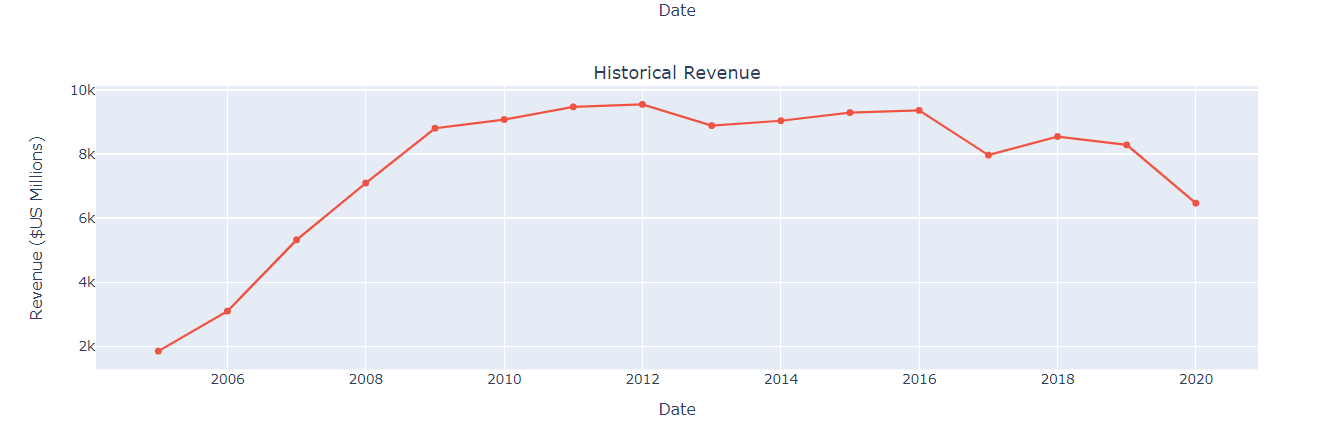 Date
Historical Revenue
10k
8k
6k
4k
2k
Revenue ($US Millions)
2006 2008 2010 2012 2014 2016 2018 2020
Date